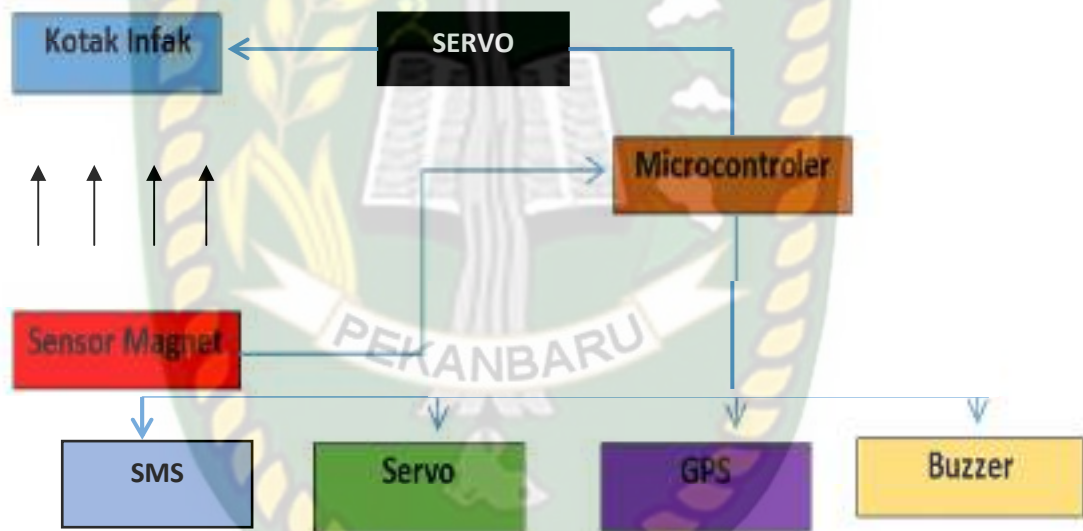 Kotak Infak
SERVO
Microcontroler
Sensor Magnet
PEKANBARU
SMS
Servo
GPS
Buzzer